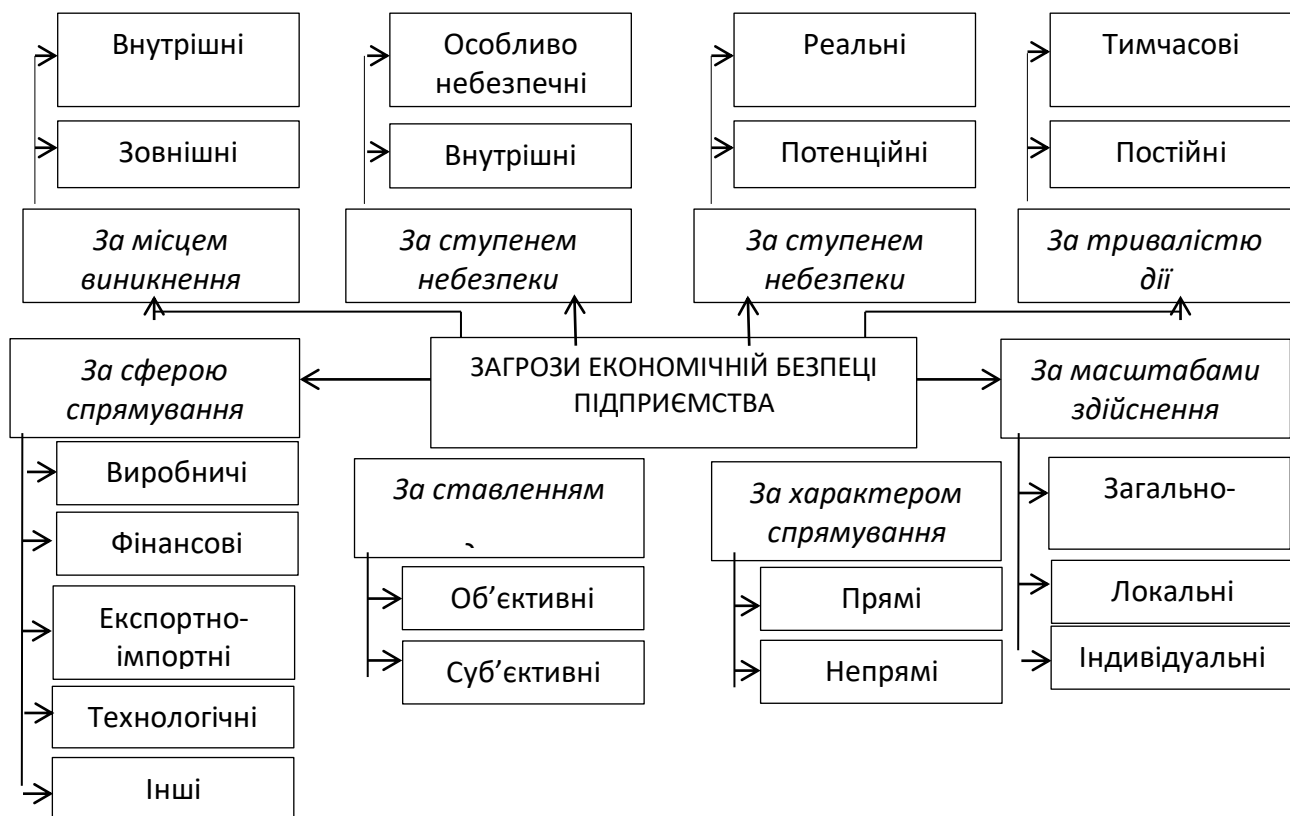 Внутрішні
Особливо
небезпечні
Реальні
Тимчасові
Зовнішні
Внутрішні
Потенційні
Постійні
За місцем
виникнення
За ступенем
небезпеки
За ступенем
небезпеки
За тривалістю
дії
За сферою
спрямування
ЗАГРОЗИ ЕКОНОМІЧНІЙ БЕЗПЕЦІ
ПІДПРИЄМСТВА
За масштабами
здійснення
Виробничі
Фінансові
Експортно-
імпортні
Технологічні
Інші
За ставленням
Об’єктивні
Суб’єктивні
За характером
спрямування
Прямі
Непрямі
Загально-
Локальні
Індивідуальні